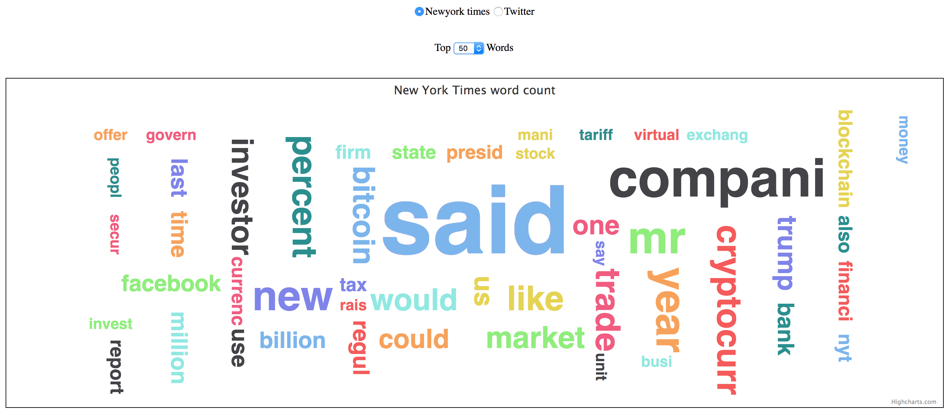 Newyork times Twitter
Top 50 Words
New York Times word count
offer govern mani tariff virtual exchang
firm state presid stock
money
blockchain
investor
percent
peopl
last
bitcoin
said
compani
secur
time
one
mr
say
cryptocurr
trump
also
currenc
financi
facebook
new
tax
rais
would
us
like
trade
year
invest
report
million
use
billion
regul
could
market
unit
busi
bank
nyt
Highcharts.com